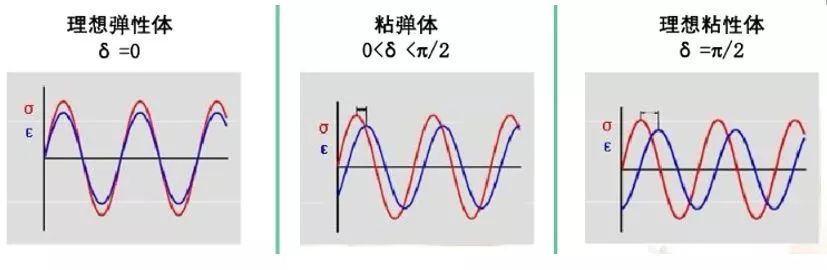 理想弹性体
δ =0
σ
ε
粘弹体
0<δ <π/2
σ
ε
理想粘性体
δ =π/2
σ
ε